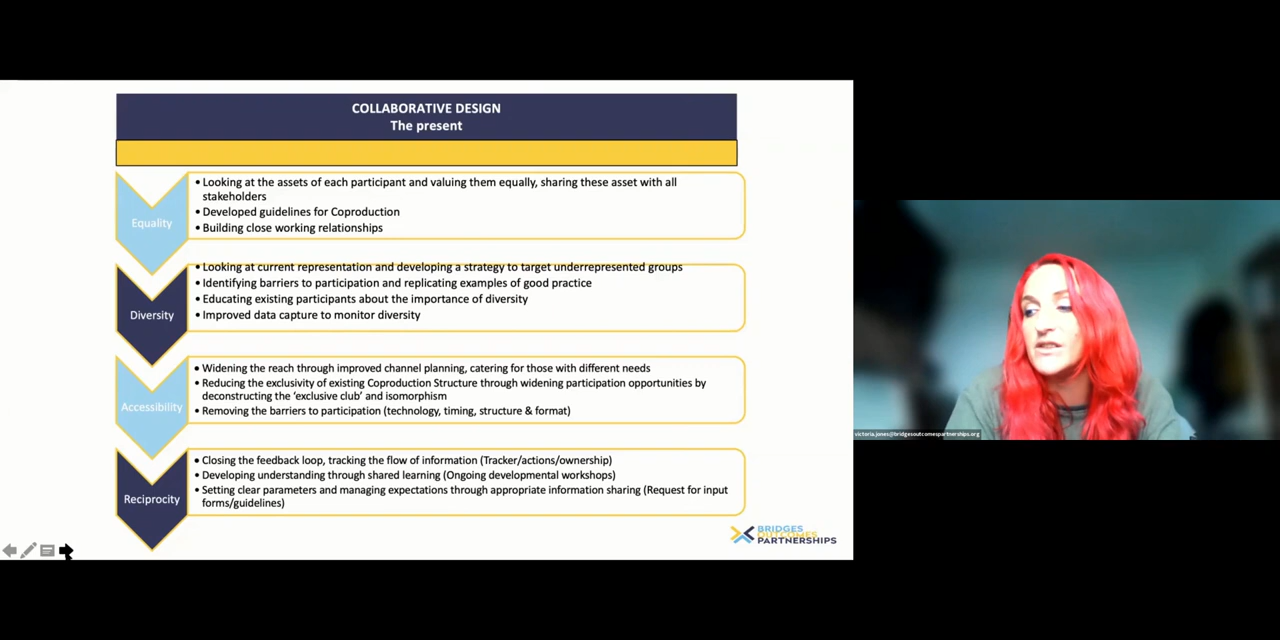 COLLABORATIVE DESIGN
The present
Equality
• Looking at the assets of each participant and valuing them equally, sharing these asset with all
stakeholders
• Developed guidelines for Coproduction
• Building close working relationships
Diversity
• Looking at current representation and developing a strategy to target underrepresented groups
• Identifying barriers to participation and replicating examples of good practice
• Educating existing participants about the importance of diversity
• Improved data capture to monitor diversity
Accessibility
• Widening the reach through improved channel planning, catering for those with different needs
• Reducing the exclusivity of existing Coproduction Structure through widening participation opportunities by
deconstructing the ‘exclusive club’ and isomorphism
• Removing the barriers to participation (technology, timing, structure & format)
Reciprocity
• Closing the feedback loop, tracking the flow of information (Tracker/actions/ownership)
• Developing understanding through shared learning (Ongoing developmental workshops)
• Setting clear parameters and managing expectations through appropriate information sharing (Request for input
forms/guidelines)
BRIDGES
OUTCOMES
PARTNERSHIPS
victoria.jones@bridgesoutcomespartnerships.org